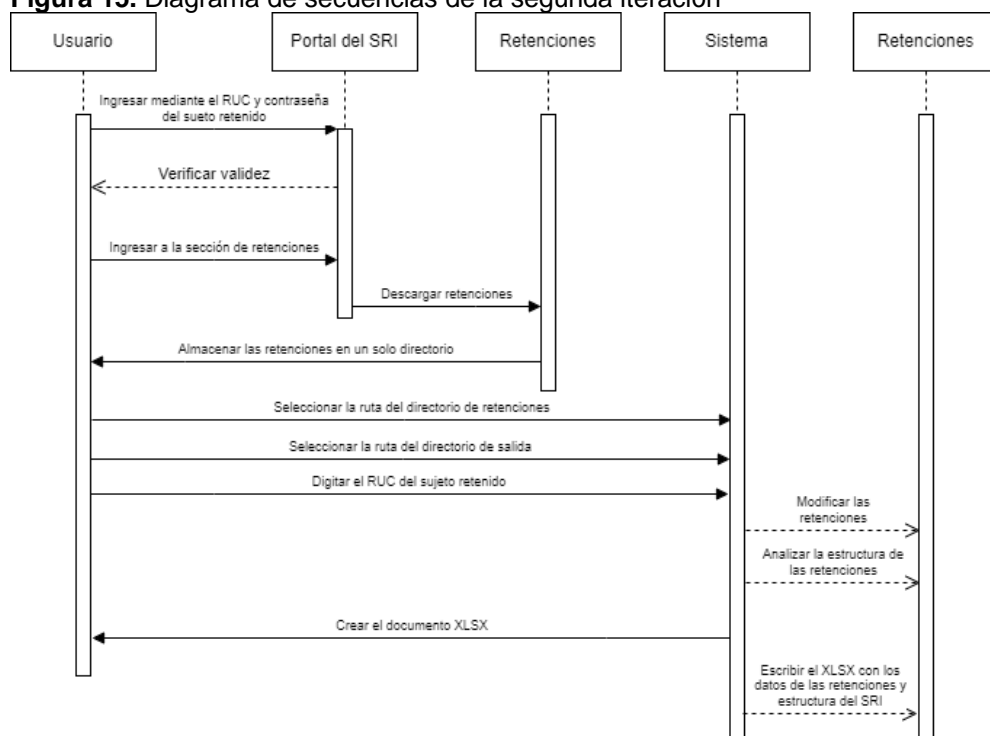 Figura 15. Diagrama de secuencias de la segunda iteración
Usuario
Portal del SRI
Retenciones
Sistema
Retenciones
Ingresar mediante el RUC y contraseña
del sueto retenido
Verificar validez
Ingresar a la sección de retenciones
Descargar retenciones
Almacenar las retenciones en un solo directorio
Seleccionar la ruta del directorio de retenciones
Seleccionar la ruta del directorio de salida
Digitar el RUC del sujeto retenido
Modificar las
retenciones
Analizar la estructura de
las retenciones
Crear el documento XLSX
Escribir el XLSX con los
datos de las retenciones y
estructura del SRI